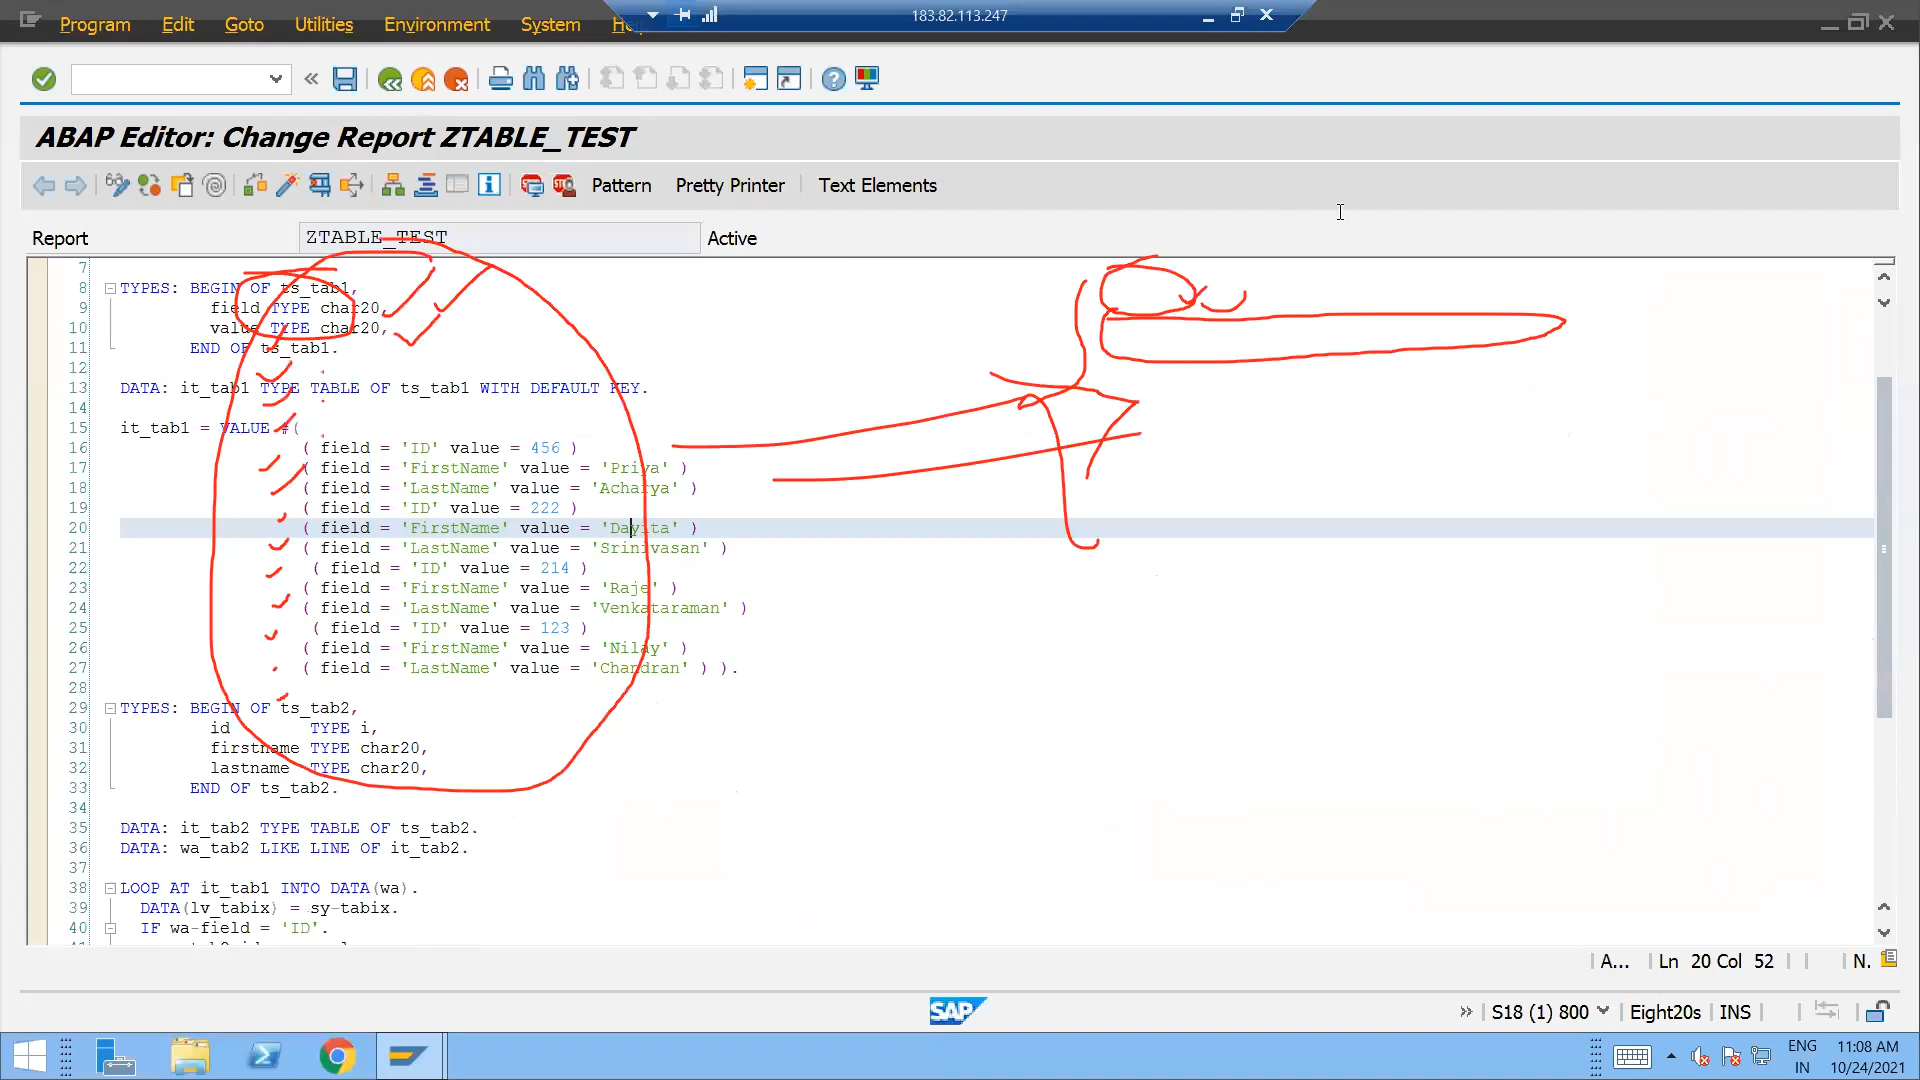 183.82.113.247
Program Edit Goto Utilities Environment System
ABAP Editor: Change Report ZTABLE_TEST
Pattern Pretty Printer Text Elements
Report ZTABLE_TEST Active
7
8 TYPES: BEGIN OF ts_tab1,
9 field TYPE char20,
10 value TYPE char20,
11 END OF ts_tab1.
12
13 DATA: it_tab1 TYPE TABLE OF ts_tab1 WITH DEFAULT KEY.
14
15 it_tab1 = VALUE #(
16 ( field = 'ID' value = 456 )
17 ( field = 'FirstName' value = 'Priya' )
18 ( field = 'LastName' value = 'Acharya' )
19 ( field = 'ID' value = 222 )
20 ( field = 'FirstName' value = 'Dayita' )
21 ( field = 'LastName' value = 'Srinivasan' )
22 ( field = 'ID' value = 214 )
23 ( field = 'FirstName' value = 'Raje' )
24 ( field = 'LastName' value = 'Venkataraman' )
25 ( field = 'ID' value = 123 )
26 ( field = 'FirstName' value = 'Nilay' )
27 ( field = 'LastName' value = 'Chandran' ) ).
28
29 TYPES: BEGIN OF ts_tab2,
30 id TYPE i,
31 firstname TYPE char20,
32 lastname TYPE char20,
33 END OF ts_tab2.
34
35 DATA: it_tab2 TYPE TABLE OF ts_tab2.
36 DATA: wa_tab2 LIKE LINE OF it_tab2.
37
38 LOOP AT it_tab1 INTO DATA(wa).
39 DATA(lv_tabix) = sy-tabix.
40 IF wa-field = 'ID'.
A... Ln 20 Col 52 N.
SAP
S18 (1) 800 Eight20s INS
ENG 11:08 AM
IN 10/24/2021